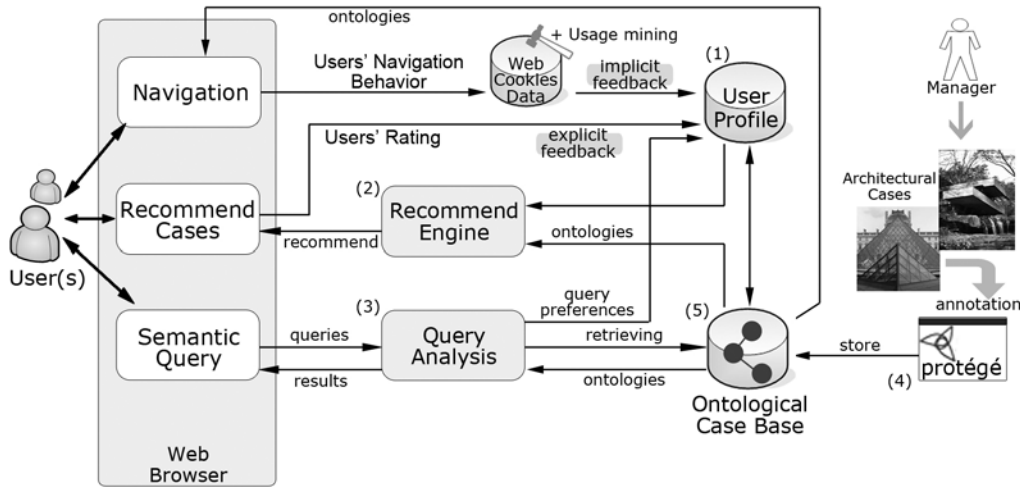 ontologies
+ Usage mining
Navigation
Users' Navigation
Behavior
Web
Cookies
Data
implicit
feedback
(1)
User
Profile
Manager
Users' Rating
explicit
feedback
Architectural
Cases
(2)
Recommend
Cases
recommend
Recommend
Engine
ontologies
User(s)
query
preferences
(3)
(5)
annotation
Semantic
Query
queries
Query
Analysis
retrieving
results
ontologies
store
(4)
protégé
Ontological
Case Base
Web
Browser